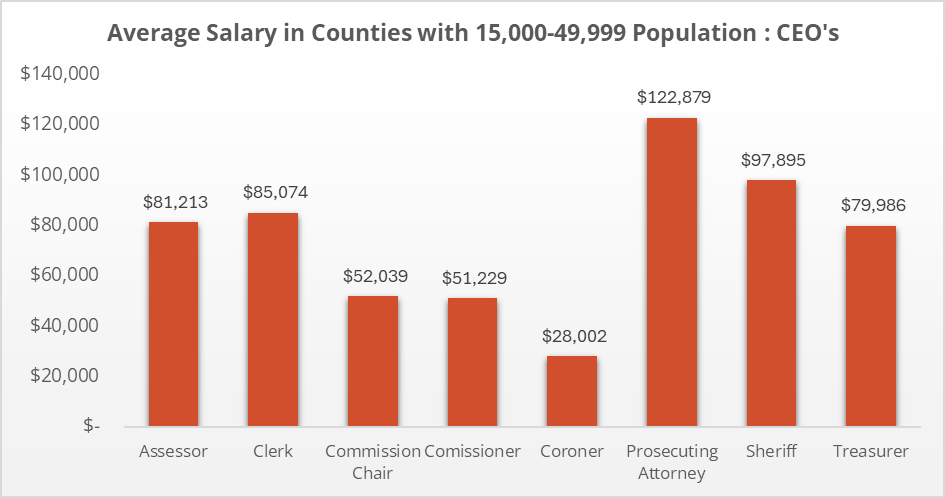 Average Salary in Counties with 15,000-49,999 Population : CEO's
$140,000
$120,000
$100,000
$80,000
$60,000
$40,000
$20,000
$-
$81,213
$85,074
$52,039
$51,229
$28,002
$122,879
$97,895
$79,986
Assessor
Clerk
Commission
Chair
Comissioner
Coroner
Prosecuting
Attorney
Sheriff
Treasurer